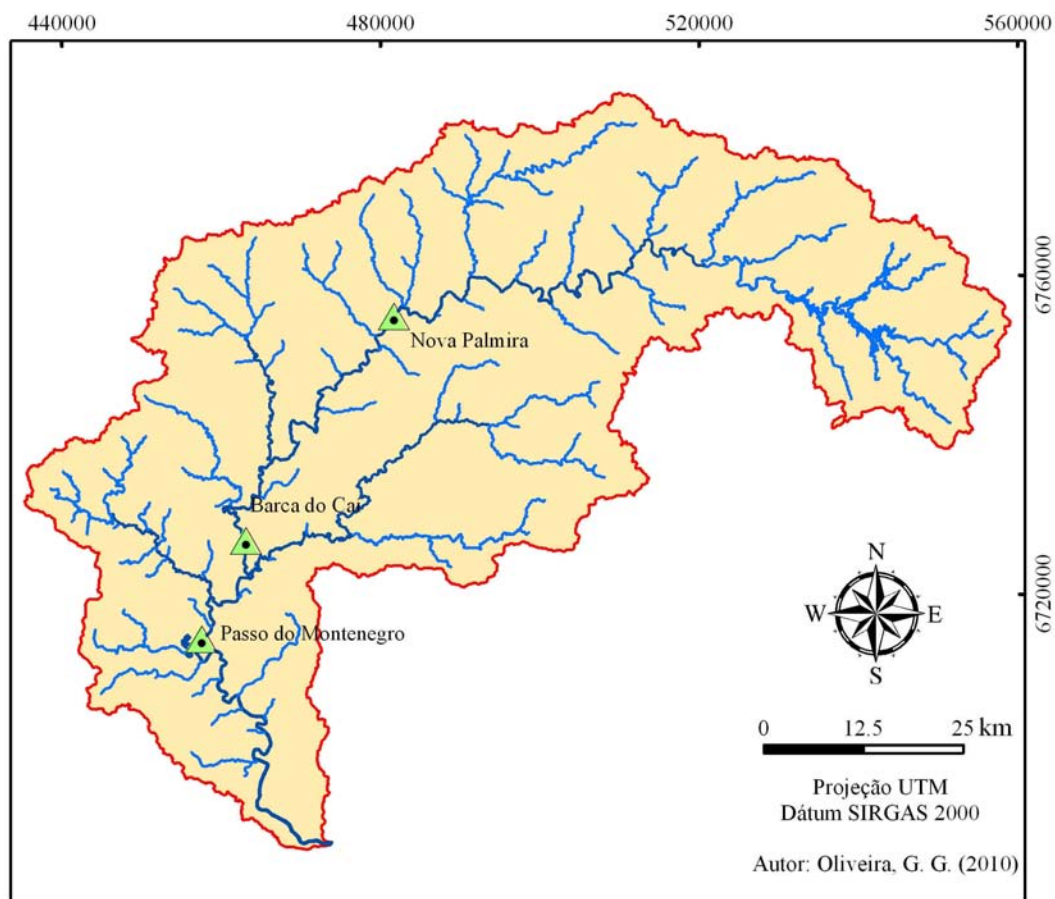 440000 480000 520000 560000
6760000
Nova Palmira
Barca do Caí
6720000
Passo do Montenegro
N
W E
S
0 12.5 25 km
Projeção UTM
Dátum SIRGAS 2000
Autor: Oliveira, G. G. (2010)